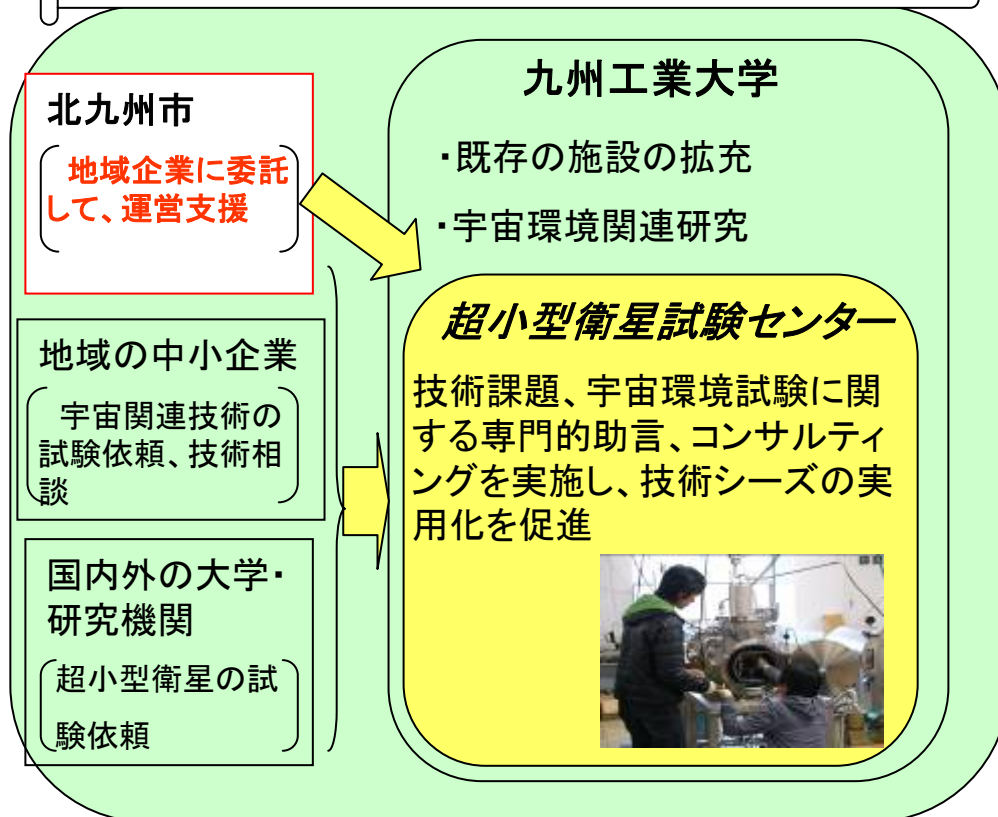 北九州市
地域企業に委託
して、運営支援
地域の中小企業
宇宙関連技術の
試験依頼、技術相
談
国内外の大学・
研究機関
超小型衛星の試
験依頼
九州工業大学
・既存の施設の拡充
・宇宙環境関連研究
超小型衛星試験センター
技術課題、宇宙環境試験に関
する専門的助言、コンサルティ
ングを実施し、技術シーズの実
用化を促進